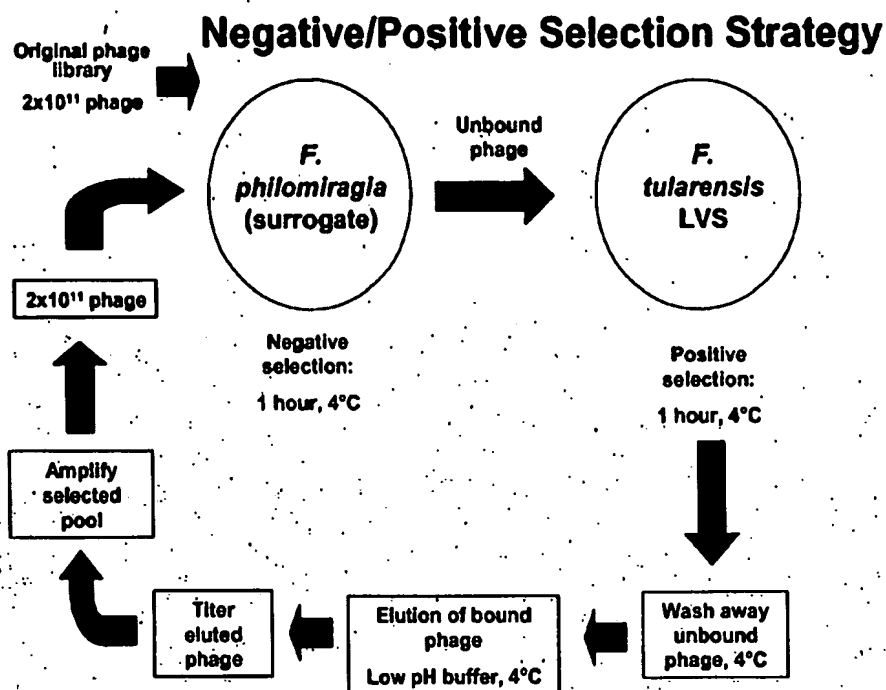 Negative/Positive Selection Strategy
Original phage
library
2x10¹¹ phage
F.
philomiragia
(surrogate)
Unbound
phage
F.
tularensis
LVS
2x10¹¹ phage
Negative
selection:
1 hour, 4°C
Positive
selection:
1 hour, 4°C
Amplify
selected
pool
Titer
eluted
phage
Elution of bound
phage
Low pH buffer, 4°C
Wash away
unbound
phage, 4°C